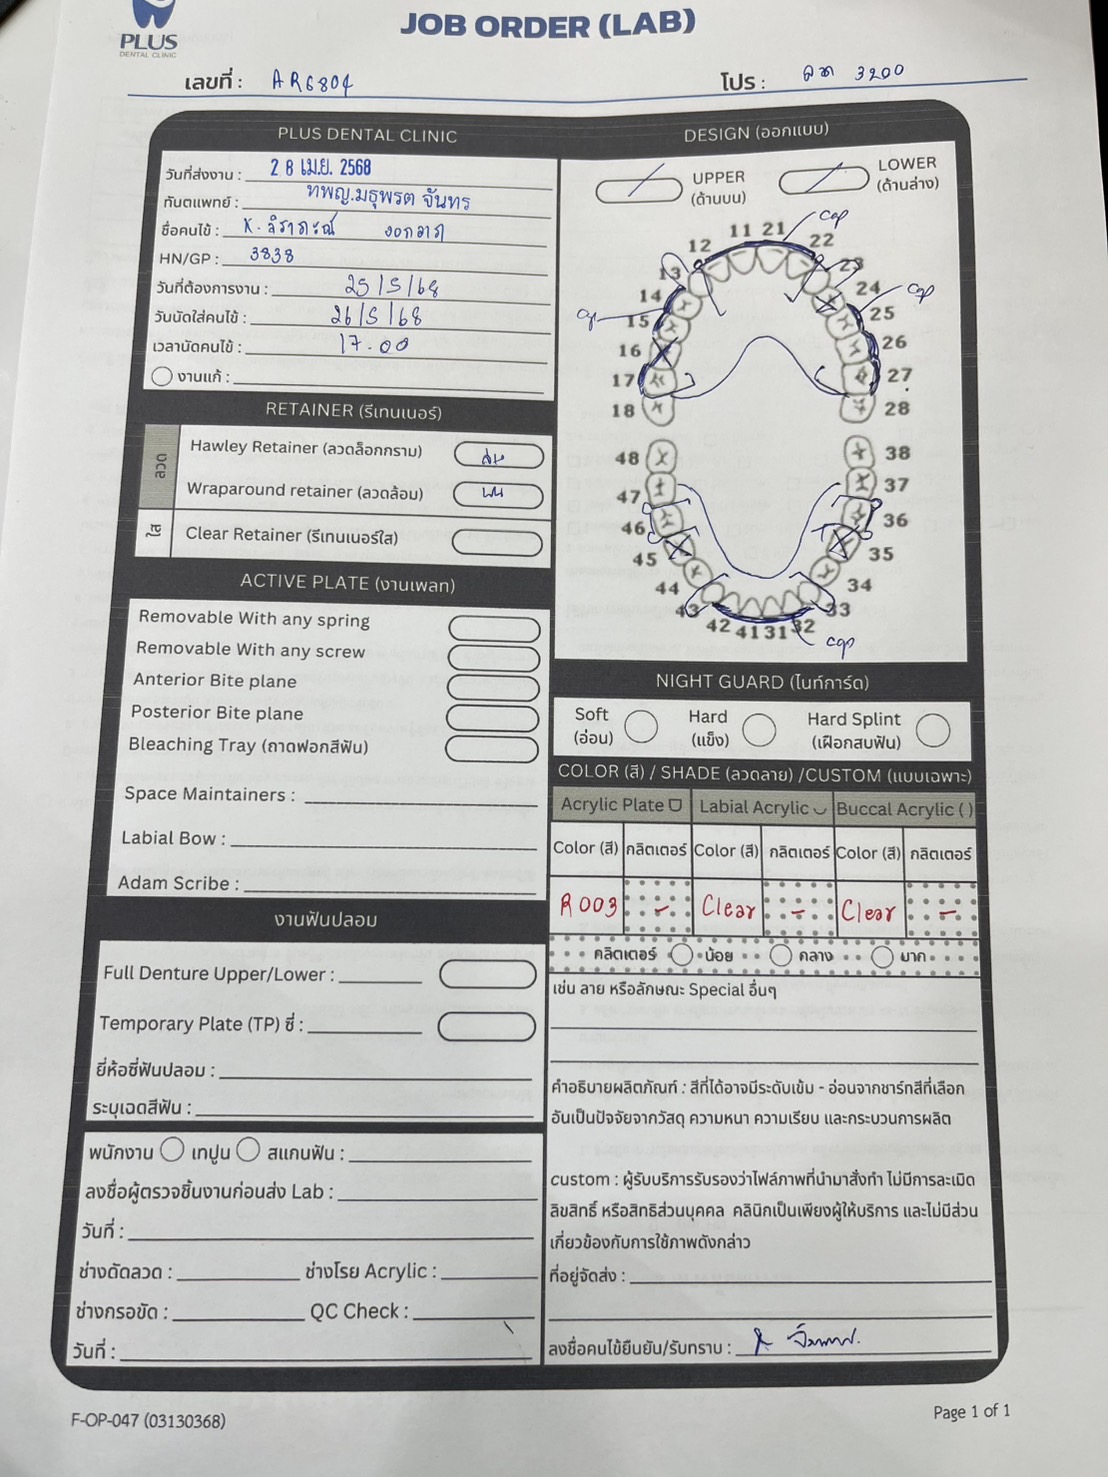 PLUS
DENTAL CLINIC
JOB ORDER (LAB)
เลขที่ : AR6804
โปร : ลด 3200
PLUS DENTAL CLINIC
วันที่ส่งงาน : 28 เม.ย. 2568
ทันตแพทย์ : ทพญ.มธุพรต จันทร
ชื่อคนไข้ : K.
HN/GP : 3838
วันที่ต้องการงาน : 25/5/68
วันนัดใส่คนไข้ : 26/5/68
เวลานัดคนไข้ : 17.00
งานแก้ :
DESIGN (ออกแบบ)
UPPER
(ด้านบน)
LOWER
(ด้านล่าง)
cap
11 21
12 22
13 23
14 24
cap
15 25
16 26
17 27
18 28
48 38
47 37
46 36
45 35
44 34
43 33
42 41 31 32
cap
RETAINER (รีเทนเนอร์)
ลวด
Hawley Retainer (ลวดล็อกกราม) ล่าง
Wraparound retainer (ลวดล้อม) บน
ใส
Clear Retainer (รีเทนเนอร์ใส)
ACTIVE PLATE (งานเพลท)
Removable With any spring
Removable With any screw
Anterior Bite plane
Posterior Bite plane
Bleaching Tray (ถาดฟอกสีฟัน)
Space Maintainers :
Labial Bow :
Adam Scribe :
NIGHT GUARD (ไนท์การ์ด)
Soft
(อ่อน)
Hard
(แข็ง)
Hard Splint
(เฝือกสบฟัน)
COLOR (สี) / SHADE (ลวดลาย) /CUSTOM (แบบเฉพาะ)
Acrylic Plate Labial Acrylic Buccal Acrylic ( )
Color (สี) กลิตเตอร์ Color (สี) กลิตเตอร์ Color (สี) กลิตเตอร์
R003 - Clear - Clear -
กลิตเตอร์ น้อย กลาง มาก
เช่น ลาย หรือลักษณะ Special อื่นๆ
คำอธิบายผลิตภัณฑ์ : สีที่ได้อาจมีระดับเข้ม - อ่อนจากชาร์ทสีที่เลือก
อันเป็นปัจจัยจากวัสดุ ความหนา ความเรียบ และกระบวนการผลิต
custom : ผู้รับบริการรับรองว่าไฟล์ภาพที่นำมาสั่งทำ ไม่มีการละเมิด
ลิขสิทธิ์ หรือสิทธิส่วนบุคคล คลินิกเป็นเพียงผู้ให้บริการ และไม่มีส่วน
เกี่ยวข้องกับการใช้ภาพดังกล่าว
ที่อยู่จัดส่ง :
ลงชื่อคนไข้ยืนยัน/รับทราบ :
งานฟันปลอม
Full Denture Upper/Lower :
Temporary Plate (TP) ซี่ :
ยี่ห้อซี่ฟันปลอม :
ระบุเฉดสีฟัน :
พนักงาน เทปูน สแกนฟัน :
ลงชื่อผู้ตรวจชิ้นงานก่อนส่ง Lab :
วันที่ :
ช่างดัดลวด : ช่างโรย Acrylic :
ช่างกรอขัด : QC Check :
วันที่ :
F-OP-047 (03130368)
Page 1 of 1